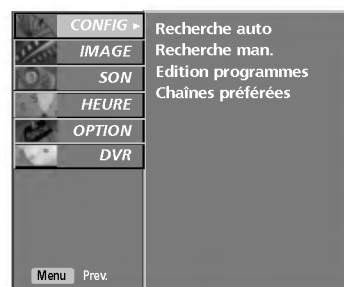 CONFIG ►
IMAGE
SON
HEURE
OPTION
DVR
Recherche auto
Recherche man.
Edition programmes
Chaînes préférées
Menu Prev.